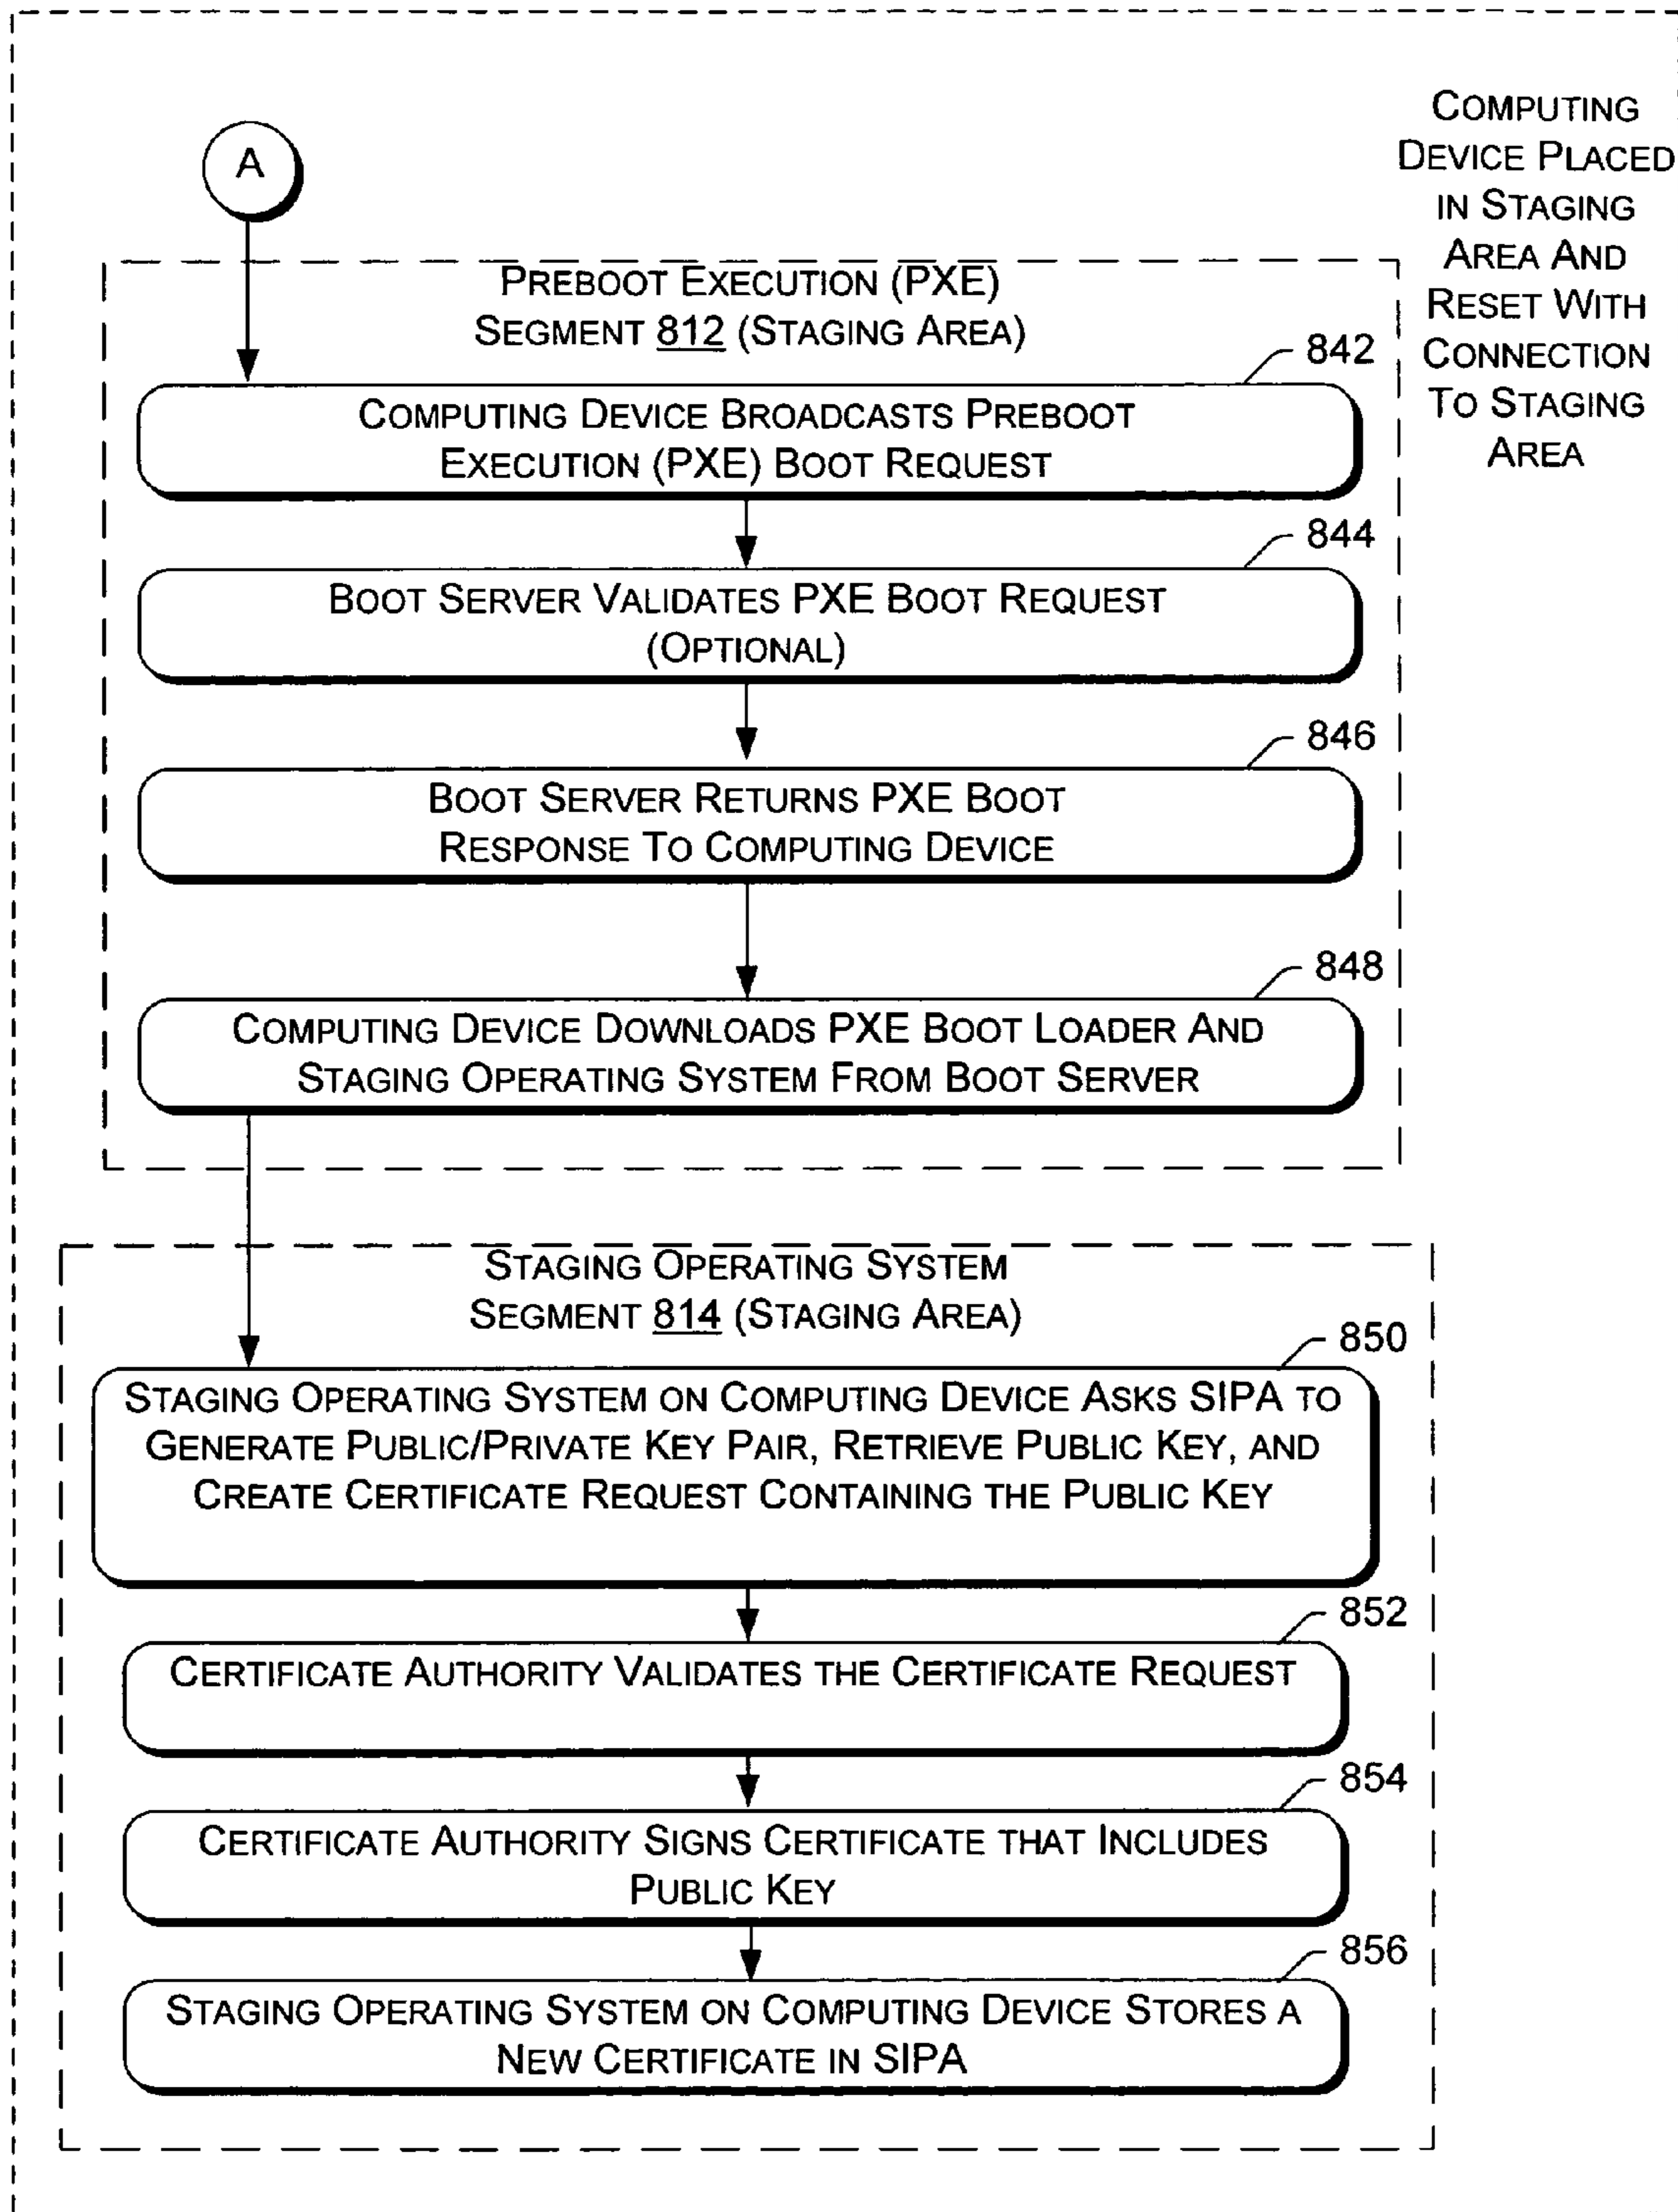 A
COMPUTING
DEVICE PLACED
IN STAGING
AREA AND
RESET WITH
CONNECTION
TO STAGING
AREA
PREBOOT EXECUTION (PXE)
SEGMENT 812 (STAGING AREA)
842
COMPUTING DEVICE BROADCASTS PREBOOT
EXECUTION (PXE) BOOT REQUEST
844
BOOT SERVER VALIDATES PXE BOOT REQUEST
(OPTIONAL)
846
BOOT SERVER RETURNS PXE BOOT
RESPONSE TO COMPUTING DEVICE
848
COMPUTING DEVICE DOWNLOADS PXE BOOT LOADER AND
STAGING OPERATING SYSTEM FROM BOOT SERVER
STAGING OPERATING SYSTEM
SEGMENT 814 (STAGING AREA)
850
STAGING OPERATING SYSTEM ON COMPUTING DEVICE ASKS SIPA TO
GENERATE PUBLIC/PRIVATE KEY PAIR, RETRIEVE PUBLIC KEY, AND
CREATE CERTIFICATE REQUEST CONTAINING THE PUBLIC KEY
852
CERTIFICATE AUTHORITY VALIDATES THE CERTIFICATE REQUEST
854
CERTIFICATE AUTHORITY SIGNS CERTIFICATE THAT INCLUDES
PUBLIC KEY
856
STAGING OPERATING SYSTEM ON COMPUTING DEVICE STORES A
NEW CERTIFICATE IN SIPA